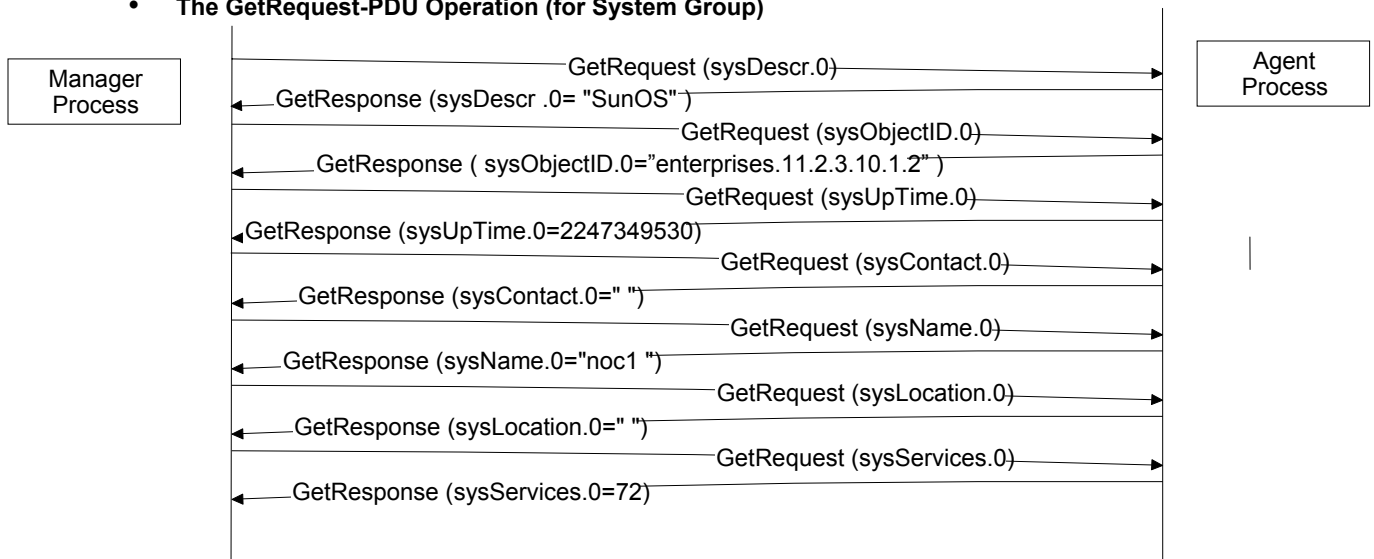 • The GetRequest-PDU Operation (for System Group)
Manager
Process
Agent
Process
GetRequest (sysDescr.0)
GetResponse (sysDescr .0= "SunOS" )
GetRequest (sysObjectID.0)
GetResponse ( sysObjectID.0=”enterprises.11.2.3.10.1.2” )
GetRequest (sysUpTime.0)
GetResponse (sysUpTime.0=2247349530)
GetRequest (sysContact.0)
GetResponse (sysContact.0=" ")
GetRequest (sysName.0)
GetResponse (sysName.0="noc1 ")
GetRequest (sysLocation.0)
GetResponse (sysLocation.0=" ")
GetRequest (sysServices.0)
GetResponse (sysServices.0=72)